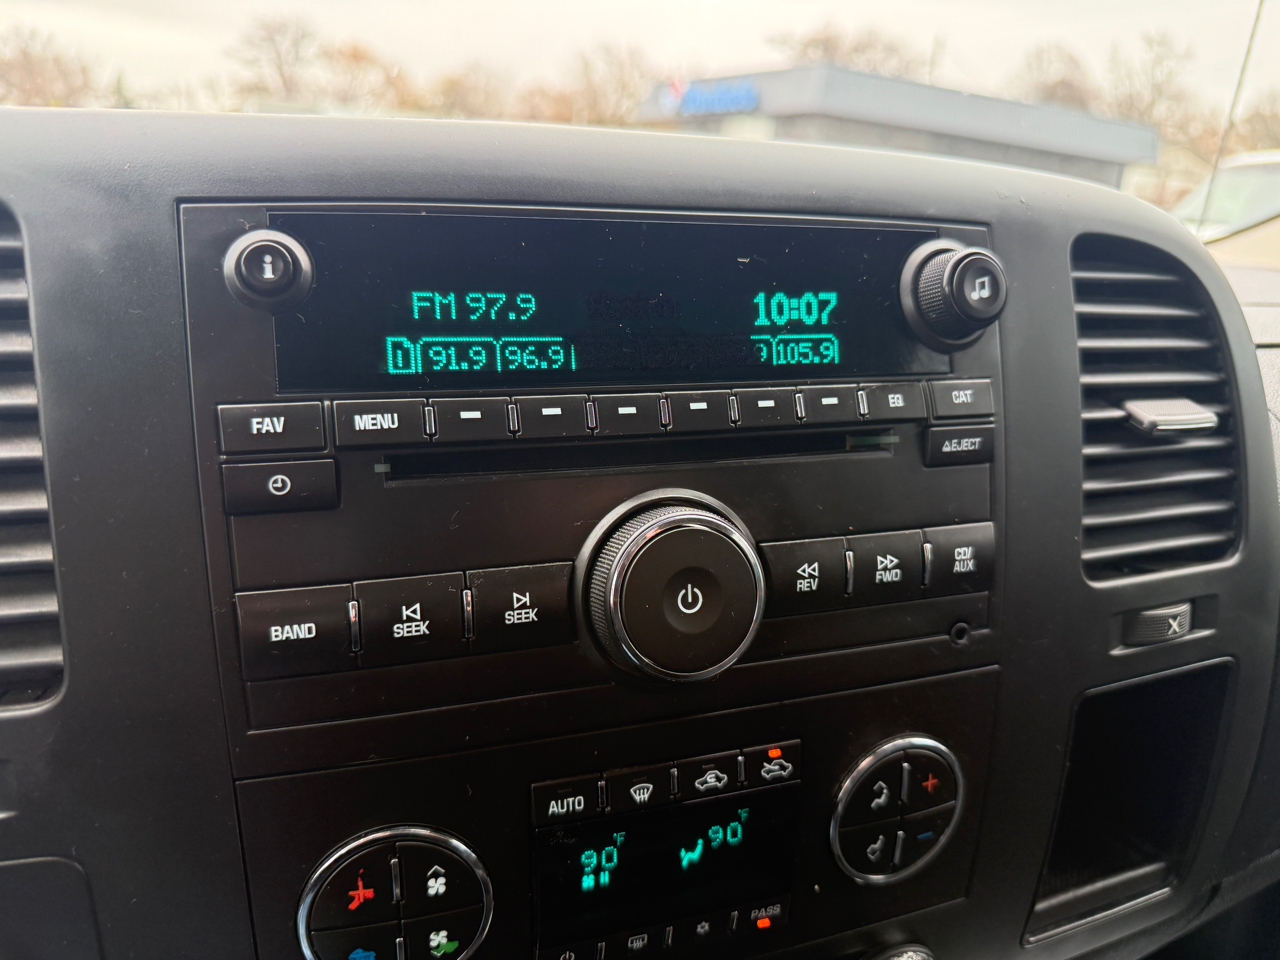 i
FM 97.9 10:07
1 91.9 96.9 9 105.9
FAV MENU EQ CAT
EJECT
REV FWD CD/AUX
BAND SEEK SEEK
X
AUTO
90°F 90°F
PASS